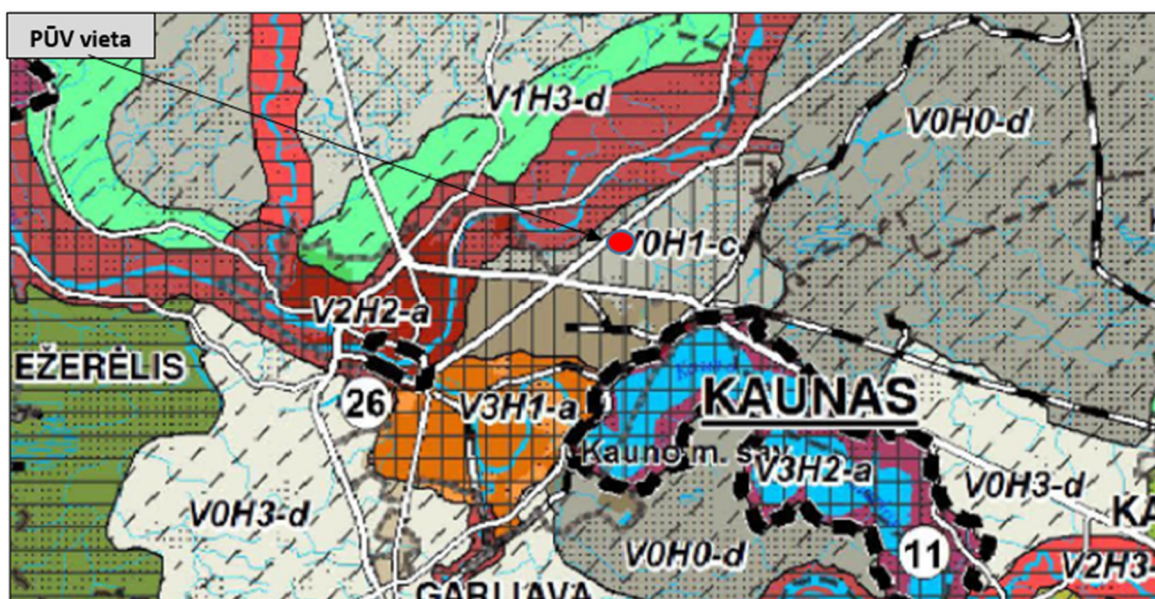 PŪV vieta
V1H3-d
V0H0-d
V0H1-c
V2H2-a
EŽERĖLIS
KAUNAS
26
V3H1-a
Kauno m. sav.
V3H2-a
V0H3-d
V0H3-d
V0H0-d
11
V2H3-
GARLIAVA